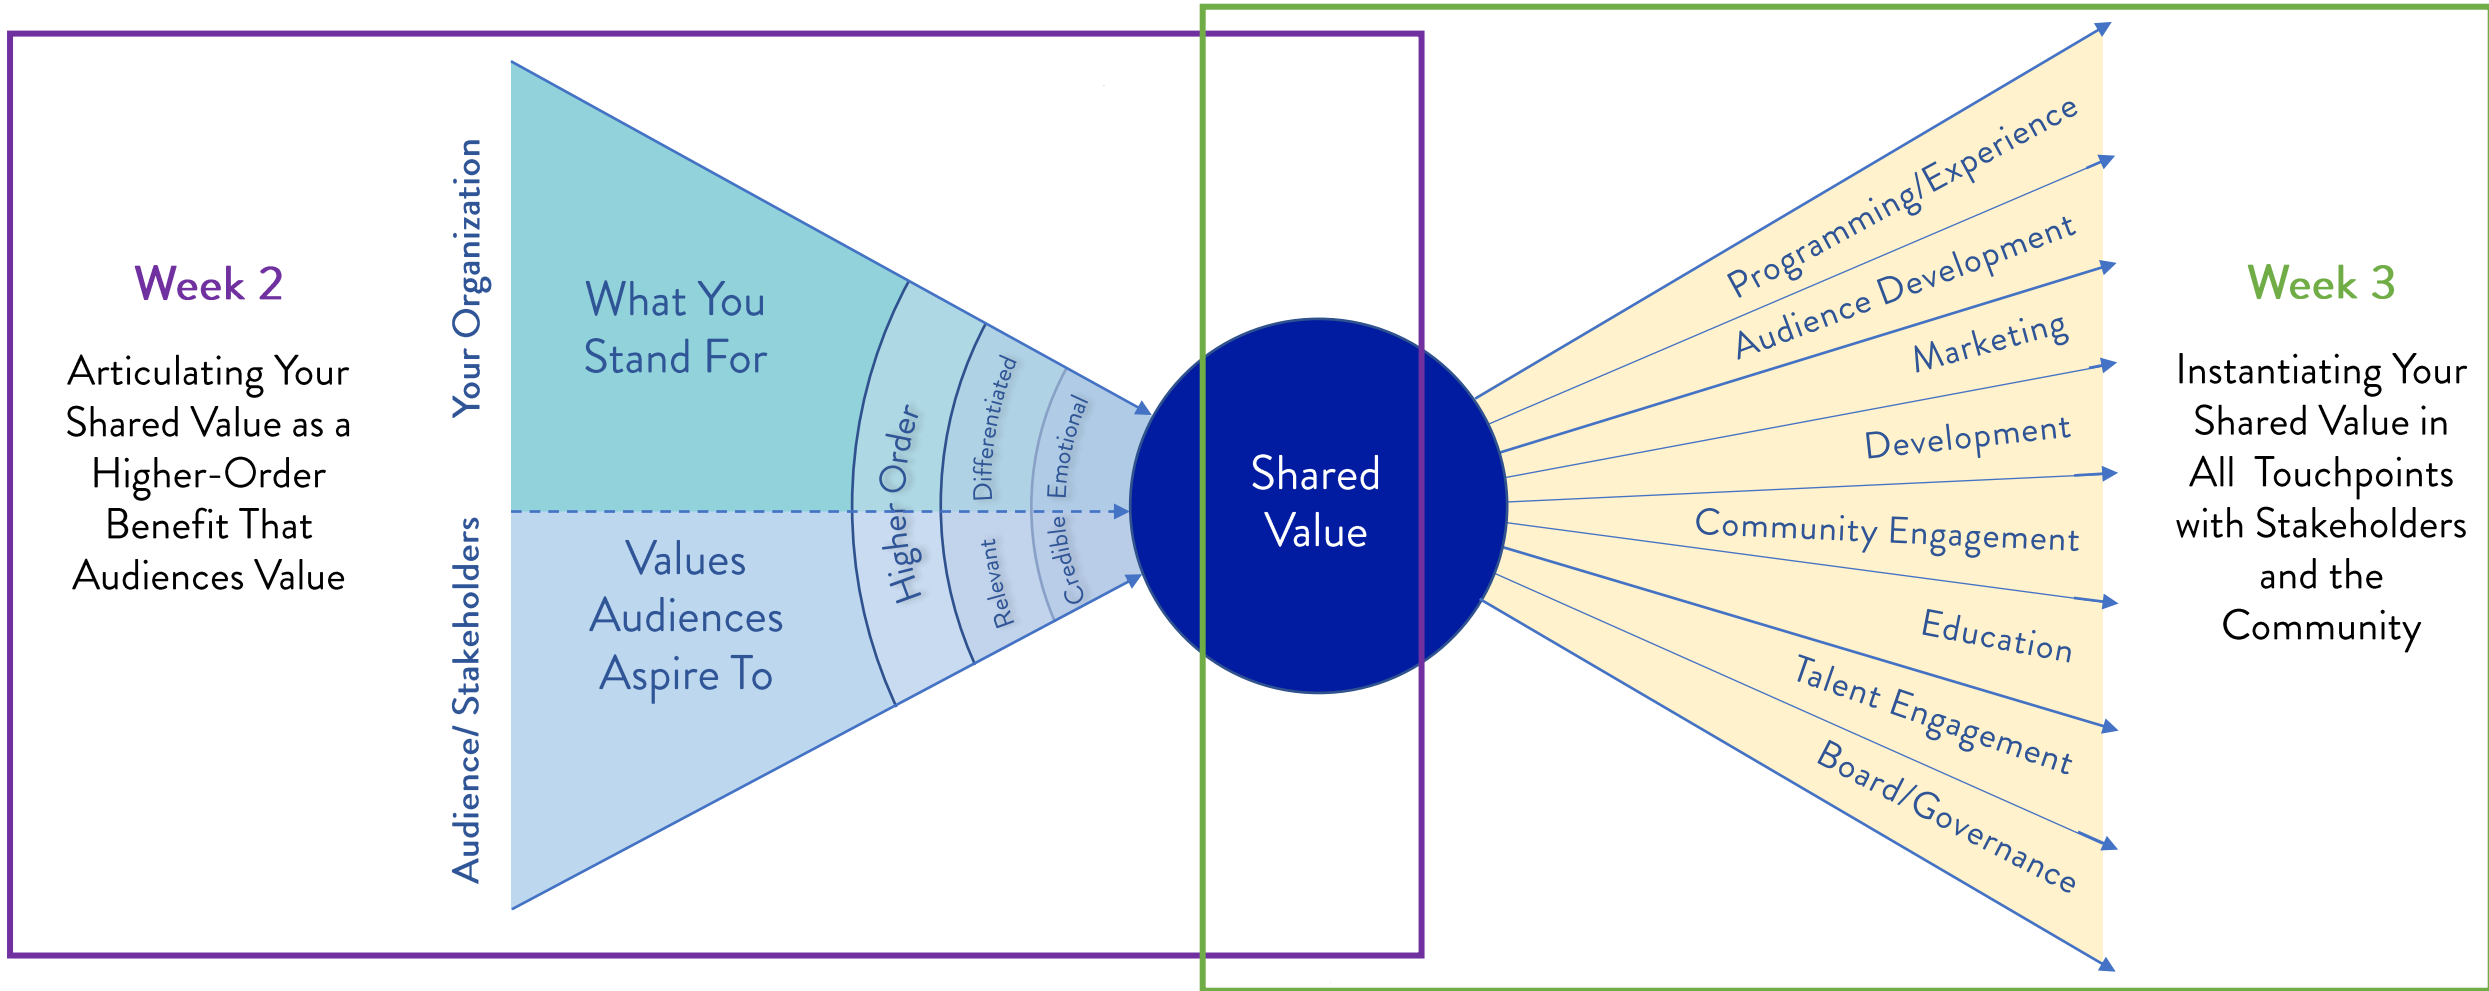 Week 2
Articulating Your
Shared Value as a
Higher-Order
Benefit That
Audiences Value
Your Organization
Audience/ Stakeholders
What You
Stand For
Values
Audiences
Aspire To
Higher Order
Differentiated
Relevant
Emotional
Credible
Shared
Value
Programming/Experience
Audience Development
Marketing
Development
Community Engagement
Education
Talent Engagement
Board/Governance
Week 3
Instantiating Your
Shared Value in
All Touchpoints
with Stakeholders
and the
Community